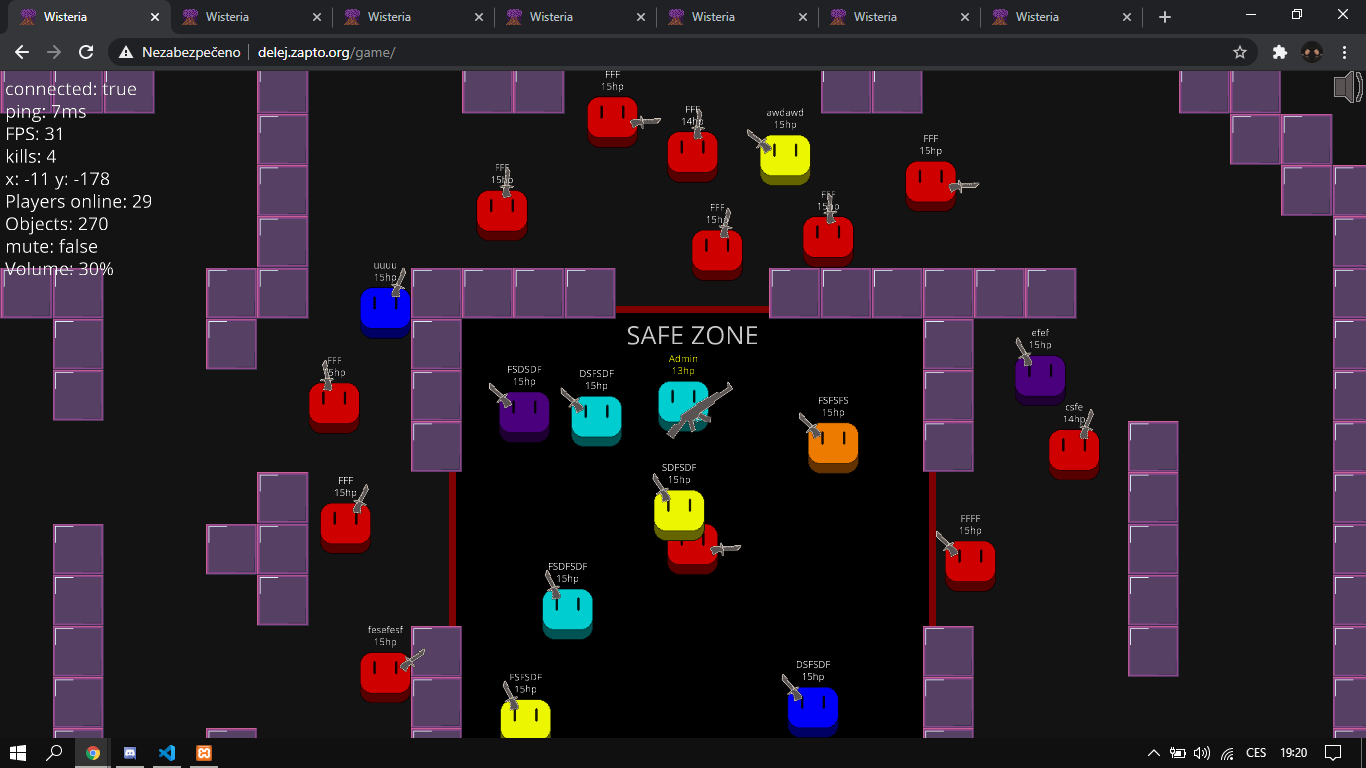 Wisteria
Wisteria
Wisteria
Wisteria
Wisteria
Wisteria
Wisteria
Nezabezpečeno
delej.zapto.org/game/
connected: true
ping: 7ms
FPS: 31
kills: 4
x: -11 y: -178
Players online: 29
Objects: 270
mute: false
Volume: 30%
FFF
15hp
FFF
14hp
awdawd
15hp
FFF
15hp
FFF
15hp
FFF
15hp
FFF
15hp
uuuu
15hp
SAFE ZONE
efef
15hp
Admin
13hp
FFF
15hp
FSDSDF
15hp
DSFSDF
15hp
FSFSFS
15hp
csfe
14hp
SDFSDF
15hp
FFF
15hp
FFFF
15hp
FSDFSDF
15hp
fesefesf
15hp
DSFSDF
15hp
FSFSDF
15hp
CES
19:20